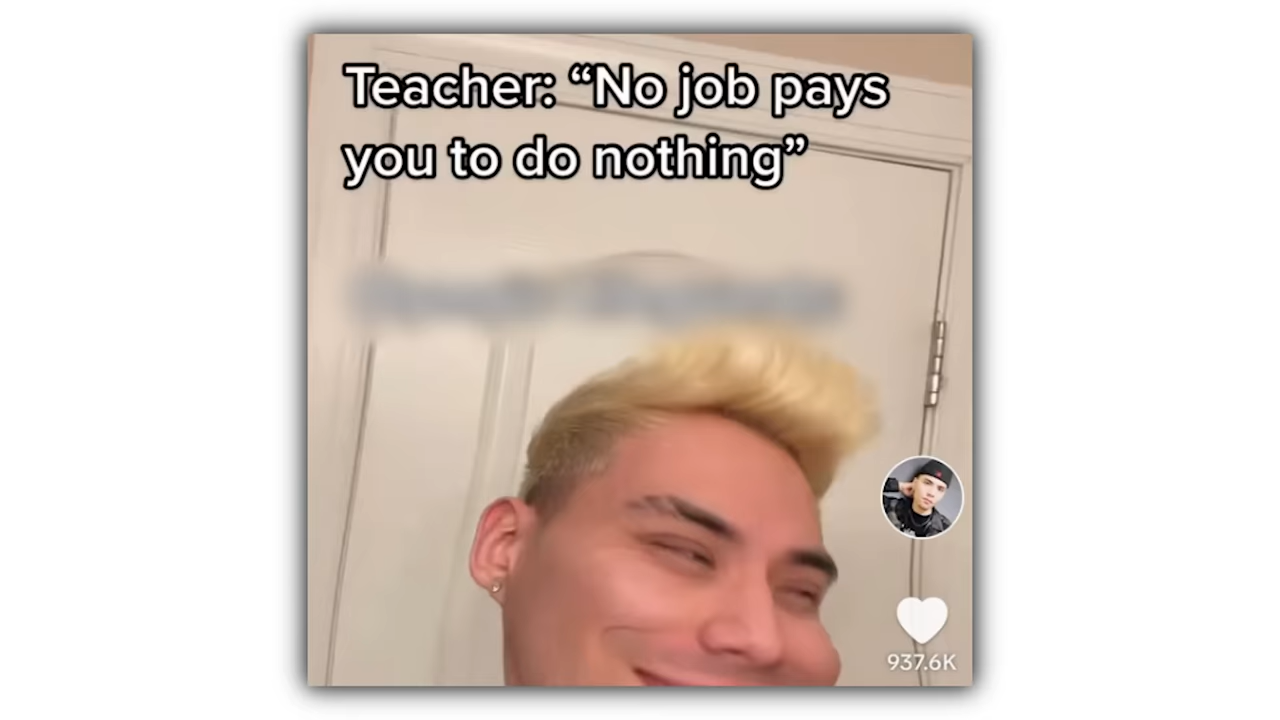 Teacher: “No job pays
you to do nothing”
937.6K